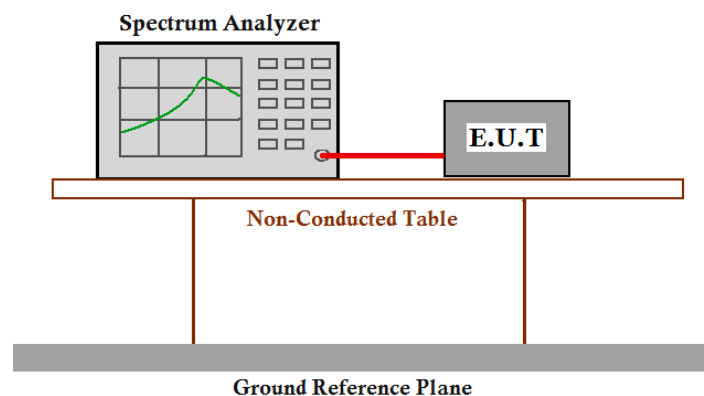 Spectrum Analyzer
E.U.T
Non-Conducted Table
Ground Reference Plane